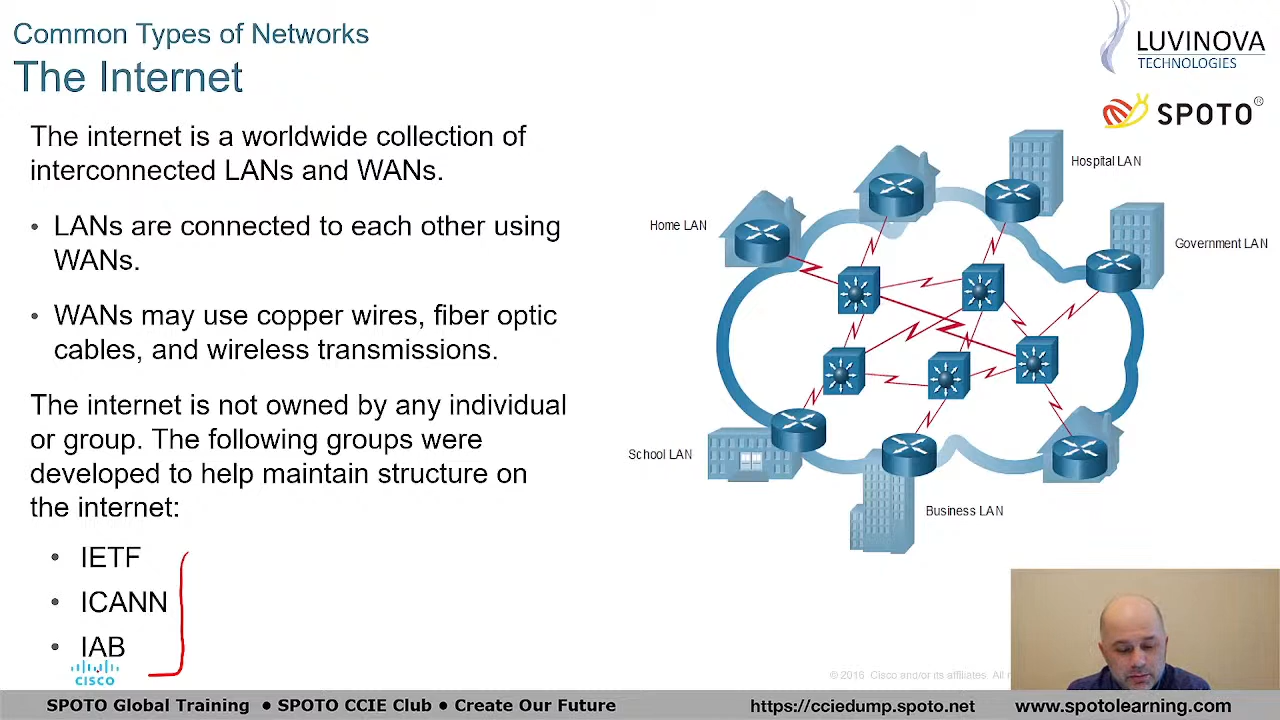 Common Types of Networks
The Internet
LUVINOVA
TECHNOLOGIES
SPOTO®
The internet is a worldwide collection of
interconnected LANs and WANs.
• LANs are connected to each other using
WANs.
• WANs may use copper wires, fiber optic
cables, and wireless transmissions.
The internet is not owned by any individual
or group. The following groups were
developed to help maintain structure on
the internet:
• IETF
• ICANN
• IAB
Hospital LAN
Home LAN
Government LAN
School LAN
Business LAN
CISCO
© 2016 Cisco and/or its affiliates. All
SPOTO Global Training ● SPOTO CCIE Club ● Create Our Future
https://cciedump.spoto.net
www.spotolearning.com